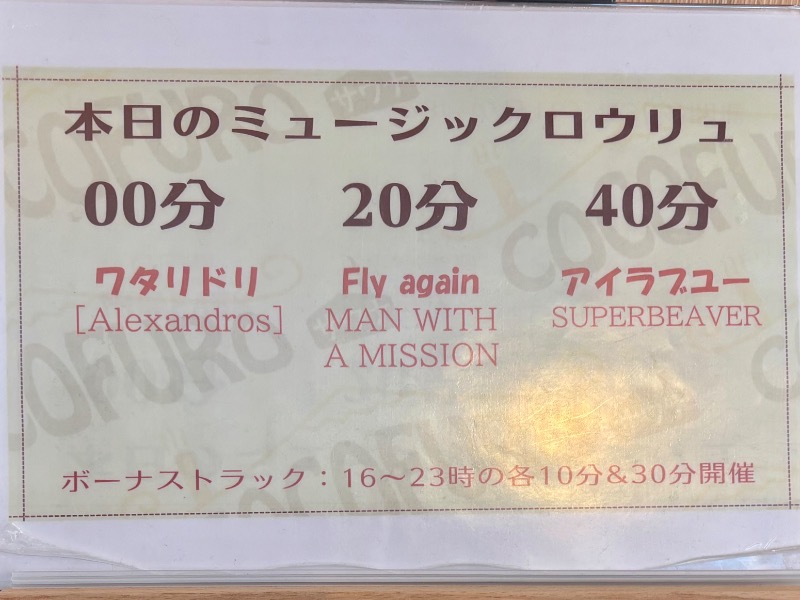 本日のミュージックロウリュ
00分 20分 40分
ワタリドリ Fly again アイラブユー
[Alexandros] MAN WITH A MISSION SUPERBEAVER
ボーナストラック：16～23時の各10分&30分開催
COCOFURO
COCOFURO
COCOFURO